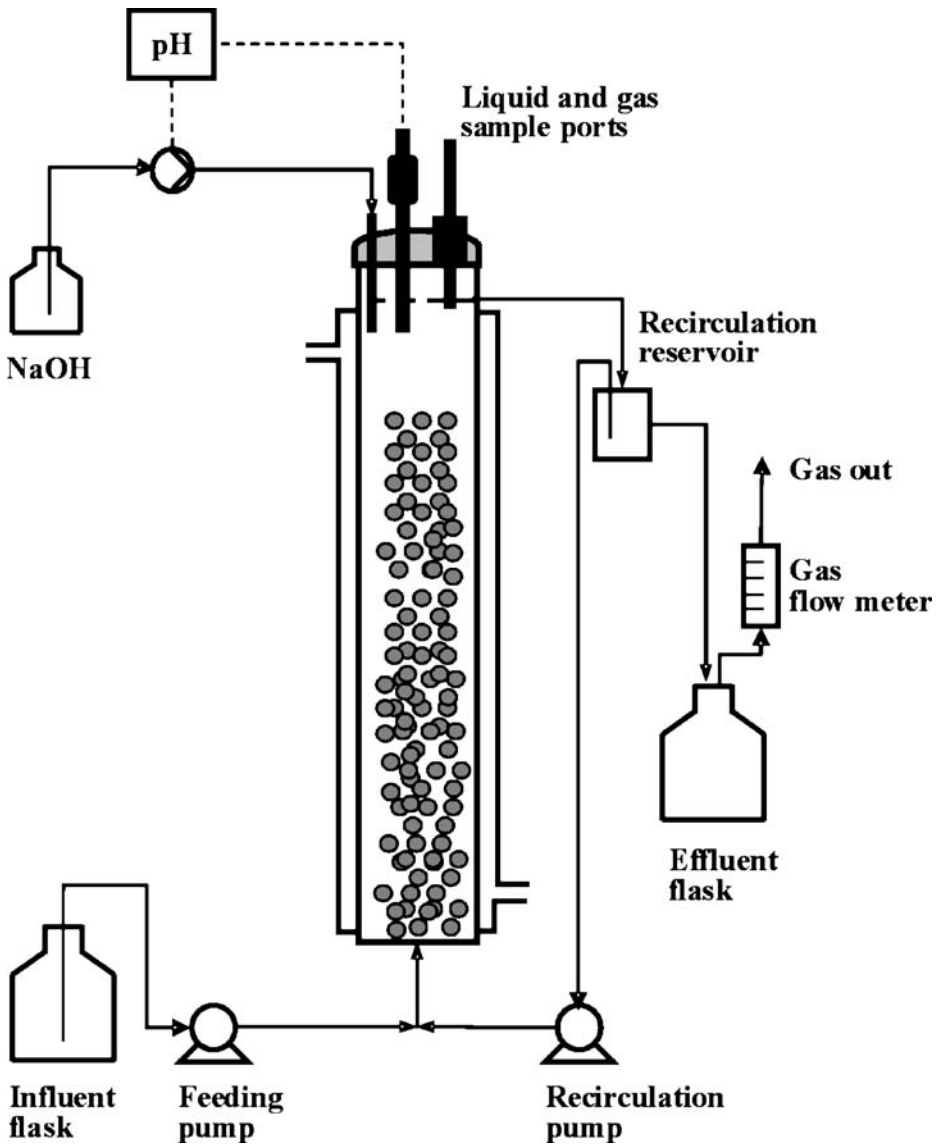 pH
Liquid and gas
sample ports
NaOH
Recirculation
reservoir
Gas out
Gas
flow meter
Effluent
flask
Influent
flask
Feeding
pump
Recirculation
pump